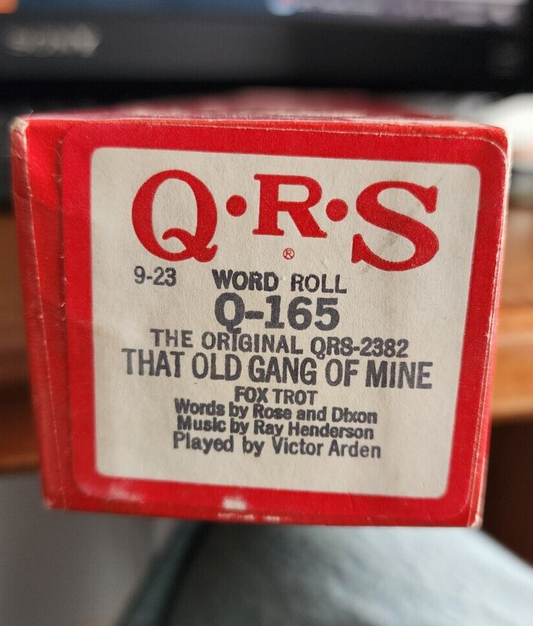 SONY
Q·R·S
®
9-23 WORD ROLL
Q-165
THE ORIGINAL QRS-2382
THAT OLD GANG OF MINE
FOX TROT
Words by Rose and Dixon
Music by Ray Henderson
Played by Victor Arden